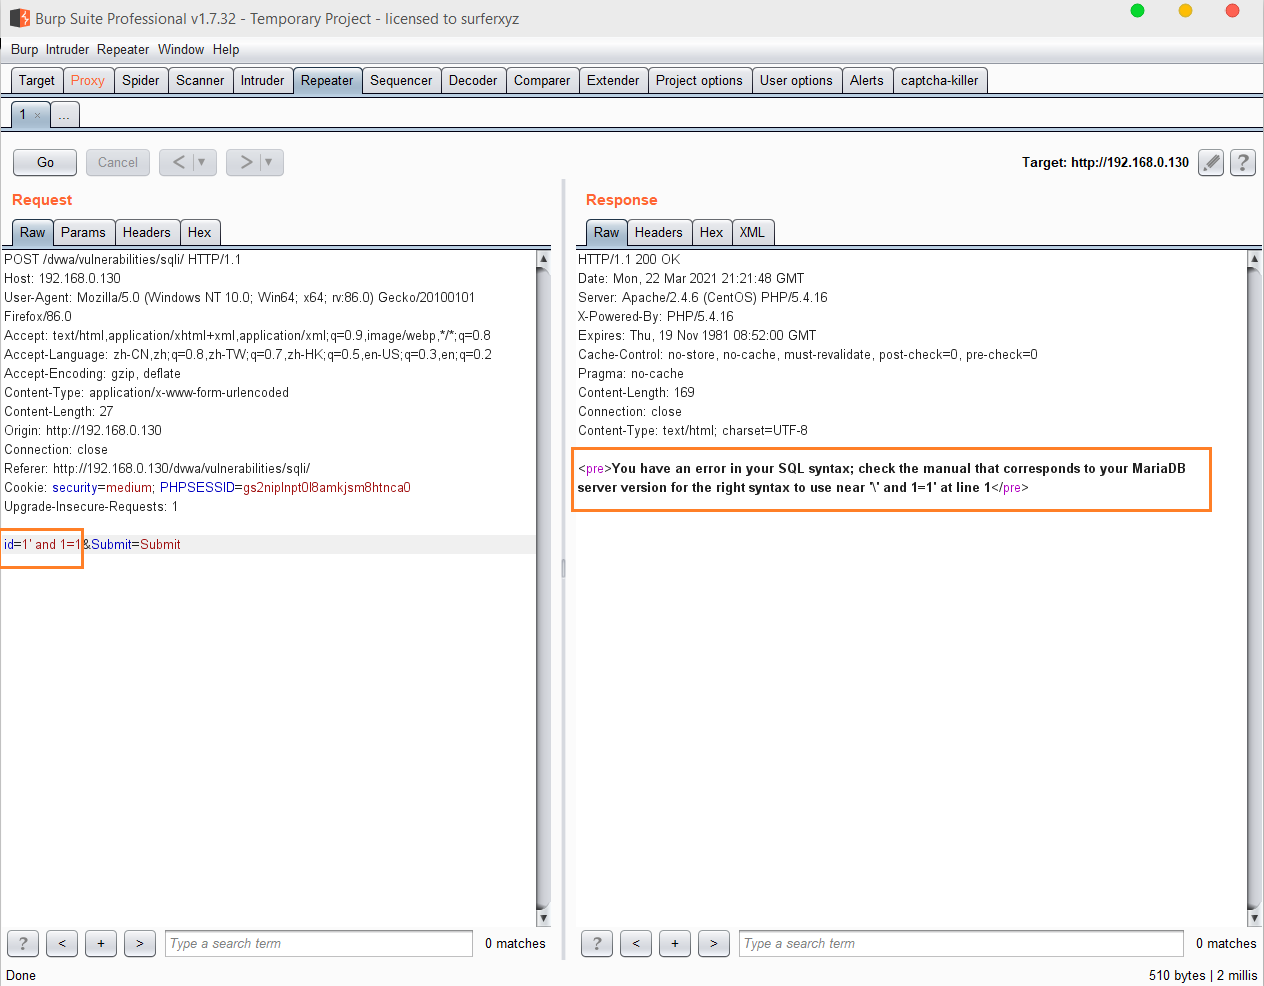 Burp Suite Professional v1.7.32 - Temporary Project - licensed to surferxyz
Burp Intruder Repeater Window Help
Target Proxy Spider Scanner Intruder Repeater Sequencer Decoder Comparer Extender Project options User options Alerts captcha-killer
1 × ...
Go Cancel < ▼ > ▼ Target: http://192.168.0.130 ?
Request
Raw Params Headers Hex
POST /dvwa/vulnerabilities/sqli/ HTTP/1.1
Host: 192.168.0.130
User-Agent: Mozilla/5.0 (Windows NT 10.0; Win64; x64; rv:86.0) Gecko/20100101
Firefox/86.0
Accept: text/html,application/xhtml+xml,application/xml;q=0.9,image/webp,*/*;q=0.8
Accept-Language: zh-CN,zh;q=0.8,zh-TW;q=0.7,zh-HK;q=0.5,en-US;q=0.3,en;q=0.2
Accept-Encoding: gzip, deflate
Content-Type: application/x-www-form-urlencoded
Content-Length: 27
Origin: http://192.168.0.130
Connection: close
Referer: http://192.168.0.130/dvwa/vulnerabilities/sqli/
Cookie: security=medium; PHPSESSID=gs2niplnpt0l8amkjsm8htnca0
Upgrade-Insecure-Requests: 1
id=1' and 1=1&Submit=Submit
? < + > Type a search term 0 matches
Response
Raw Headers Hex XML
HTTP/1.1 200 OK
Date: Mon, 22 Mar 2021 21:21:48 GMT
Server: Apache/2.4.6 (CentOS) PHP/5.4.16
X-Powered-By: PHP/5.4.16
Expires: Thu, 19 Nov 1981 08:52:00 GMT
Cache-Control: no-store, no-cache, must-revalidate, post-check=0, pre-check=0
Pragma: no-cache
Content-Length: 169
Connection: close
Content-Type: text/html; charset=UTF-8
<pre>You have an error in your SQL syntax; check the manual that corresponds to your MariaDB
server version for the right syntax to use near '\' and 1=1' at line 1</pre>
? < + > Type a search term 0 matches
Done 510 bytes | 2 millis